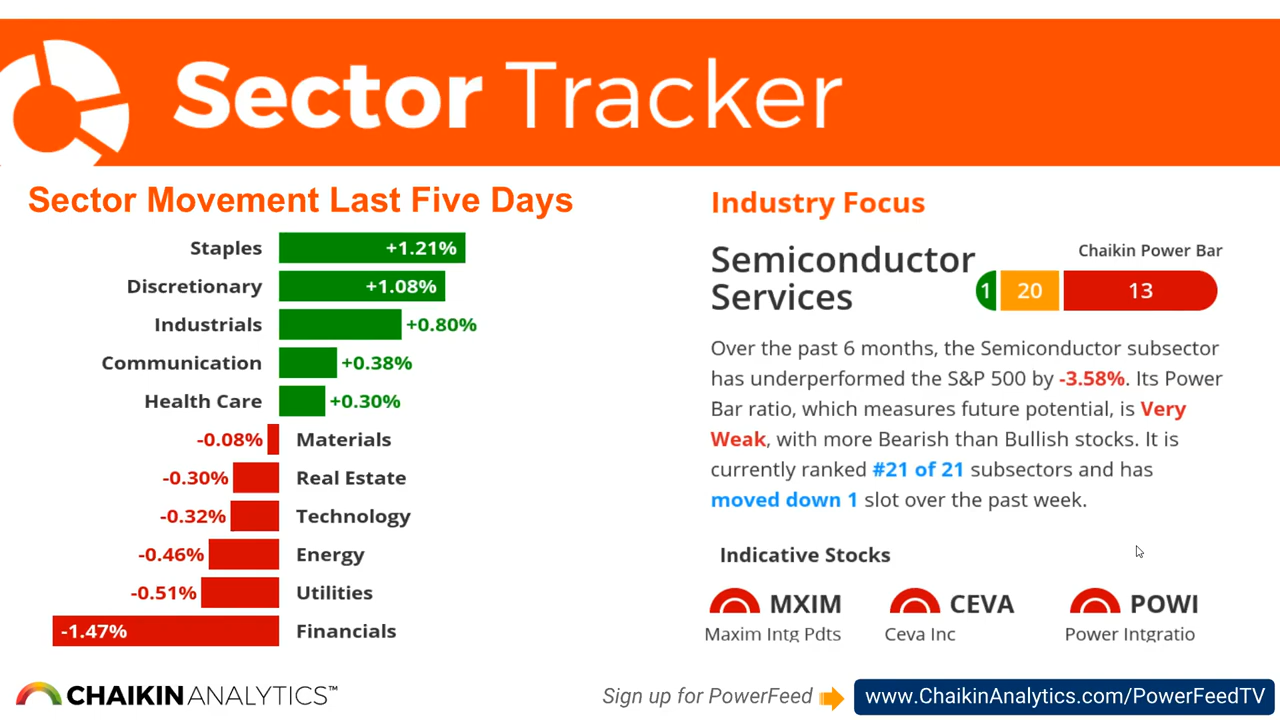 Sector Tracker
Sector Movement Last Five Days
Staples +1.21%
Discretionary +1.08%
Industrials +0.80%
Communication +0.38%
Health Care +0.30%
-0.08% Materials
-0.30% Real Estate
-0.32% Technology
-0.46% Energy
-0.51% Utilities
-1.47% Financials
Industry Focus
Semiconductor
Services
Chaikin Power Bar
1 20 13
Over the past 6 months, the Semiconductor subsector
has underperformed the S&P 500 by -3.58%. Its Power
Bar ratio, which measures future potential, is Very
Weak, with more Bearish than Bullish stocks. It is
currently ranked #21 of 21 subsectors and has
moved down 1 slot over the past week.
Indicative Stocks
MXIM CEVA POWI
Maxim Intg Pdts Ceva Inc Power Intgratio
CHAIKIN ANALYTICS™
Sign up for PowerFeed www.ChaikinAnalytics.com/PowerFeedTV